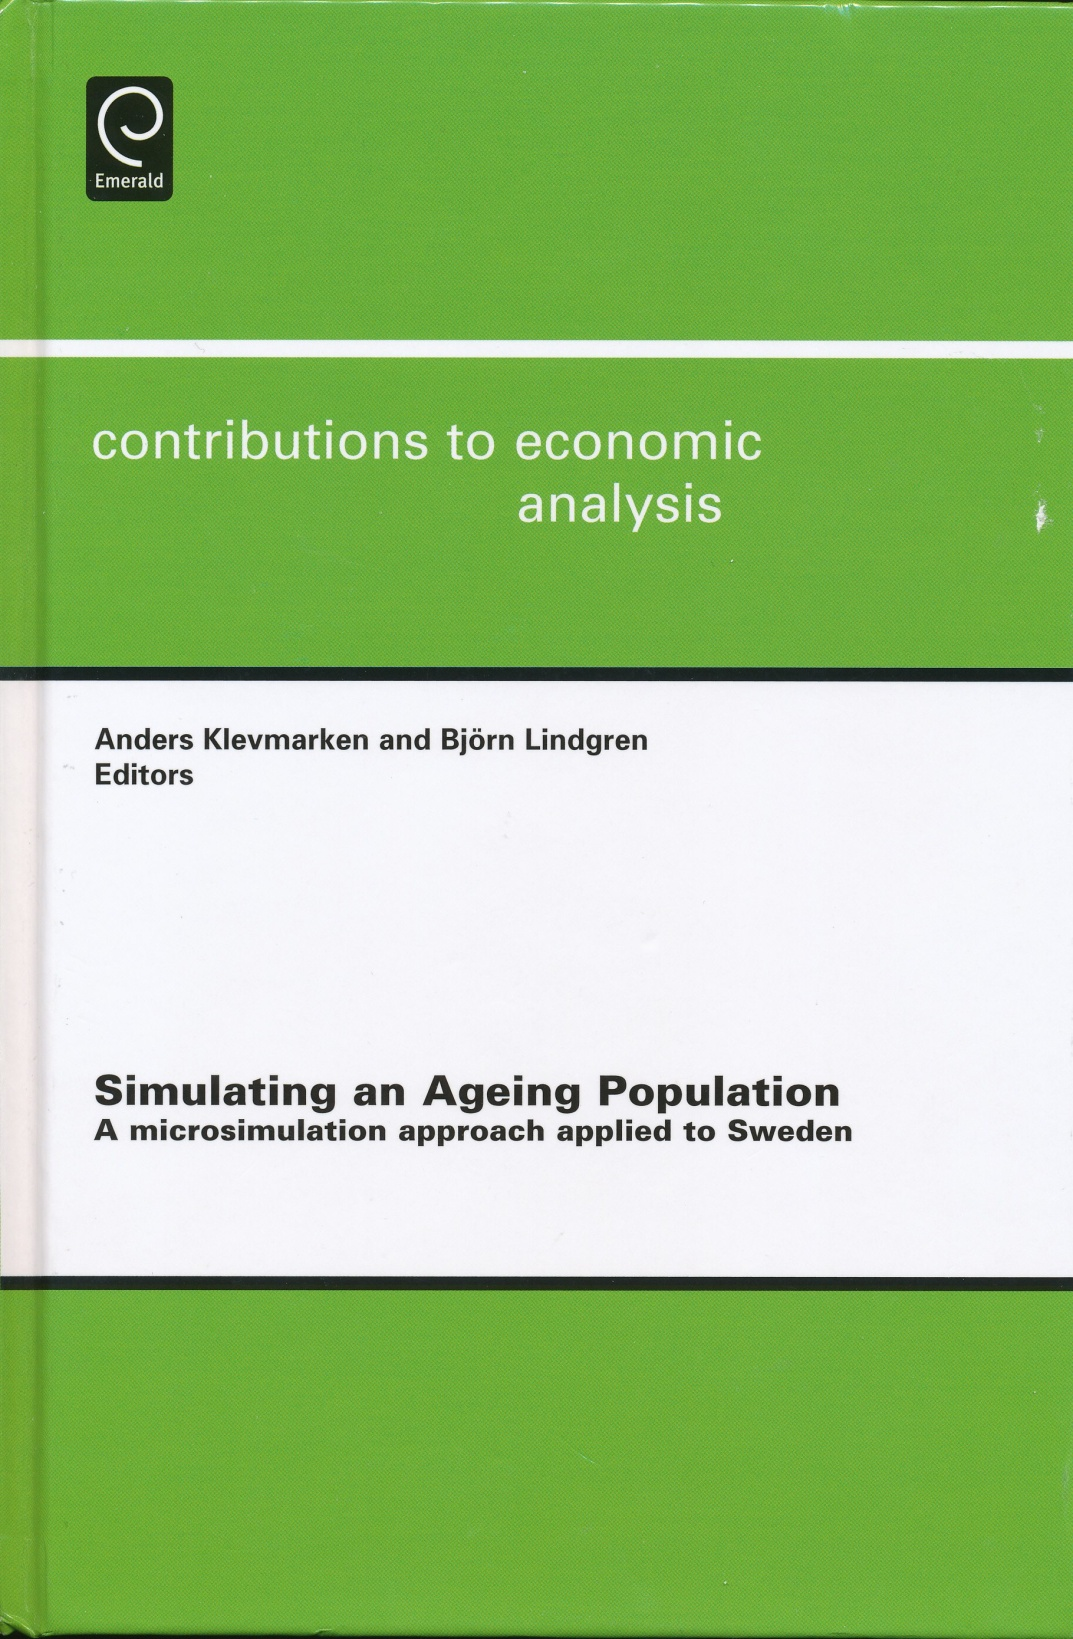 Emerald
contributions to economic
analysis
Anders Klevmarken and Björn Lindgren
Editors
Simulating an Ageing Population
A microsimulation approach applied to Sweden